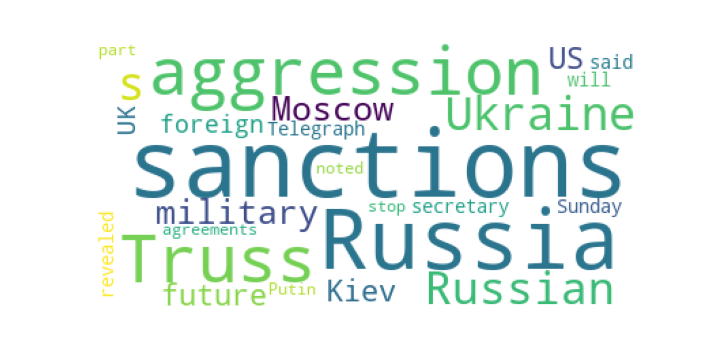 part
aggression
US said
s
will
UK
Moscow
Ukraine
foreign
Telegraph
sanctions
noted
military
stop
secretary
Sunday
revealed
agreements
Russia
Truss
future
Putin
Kiev
Russian